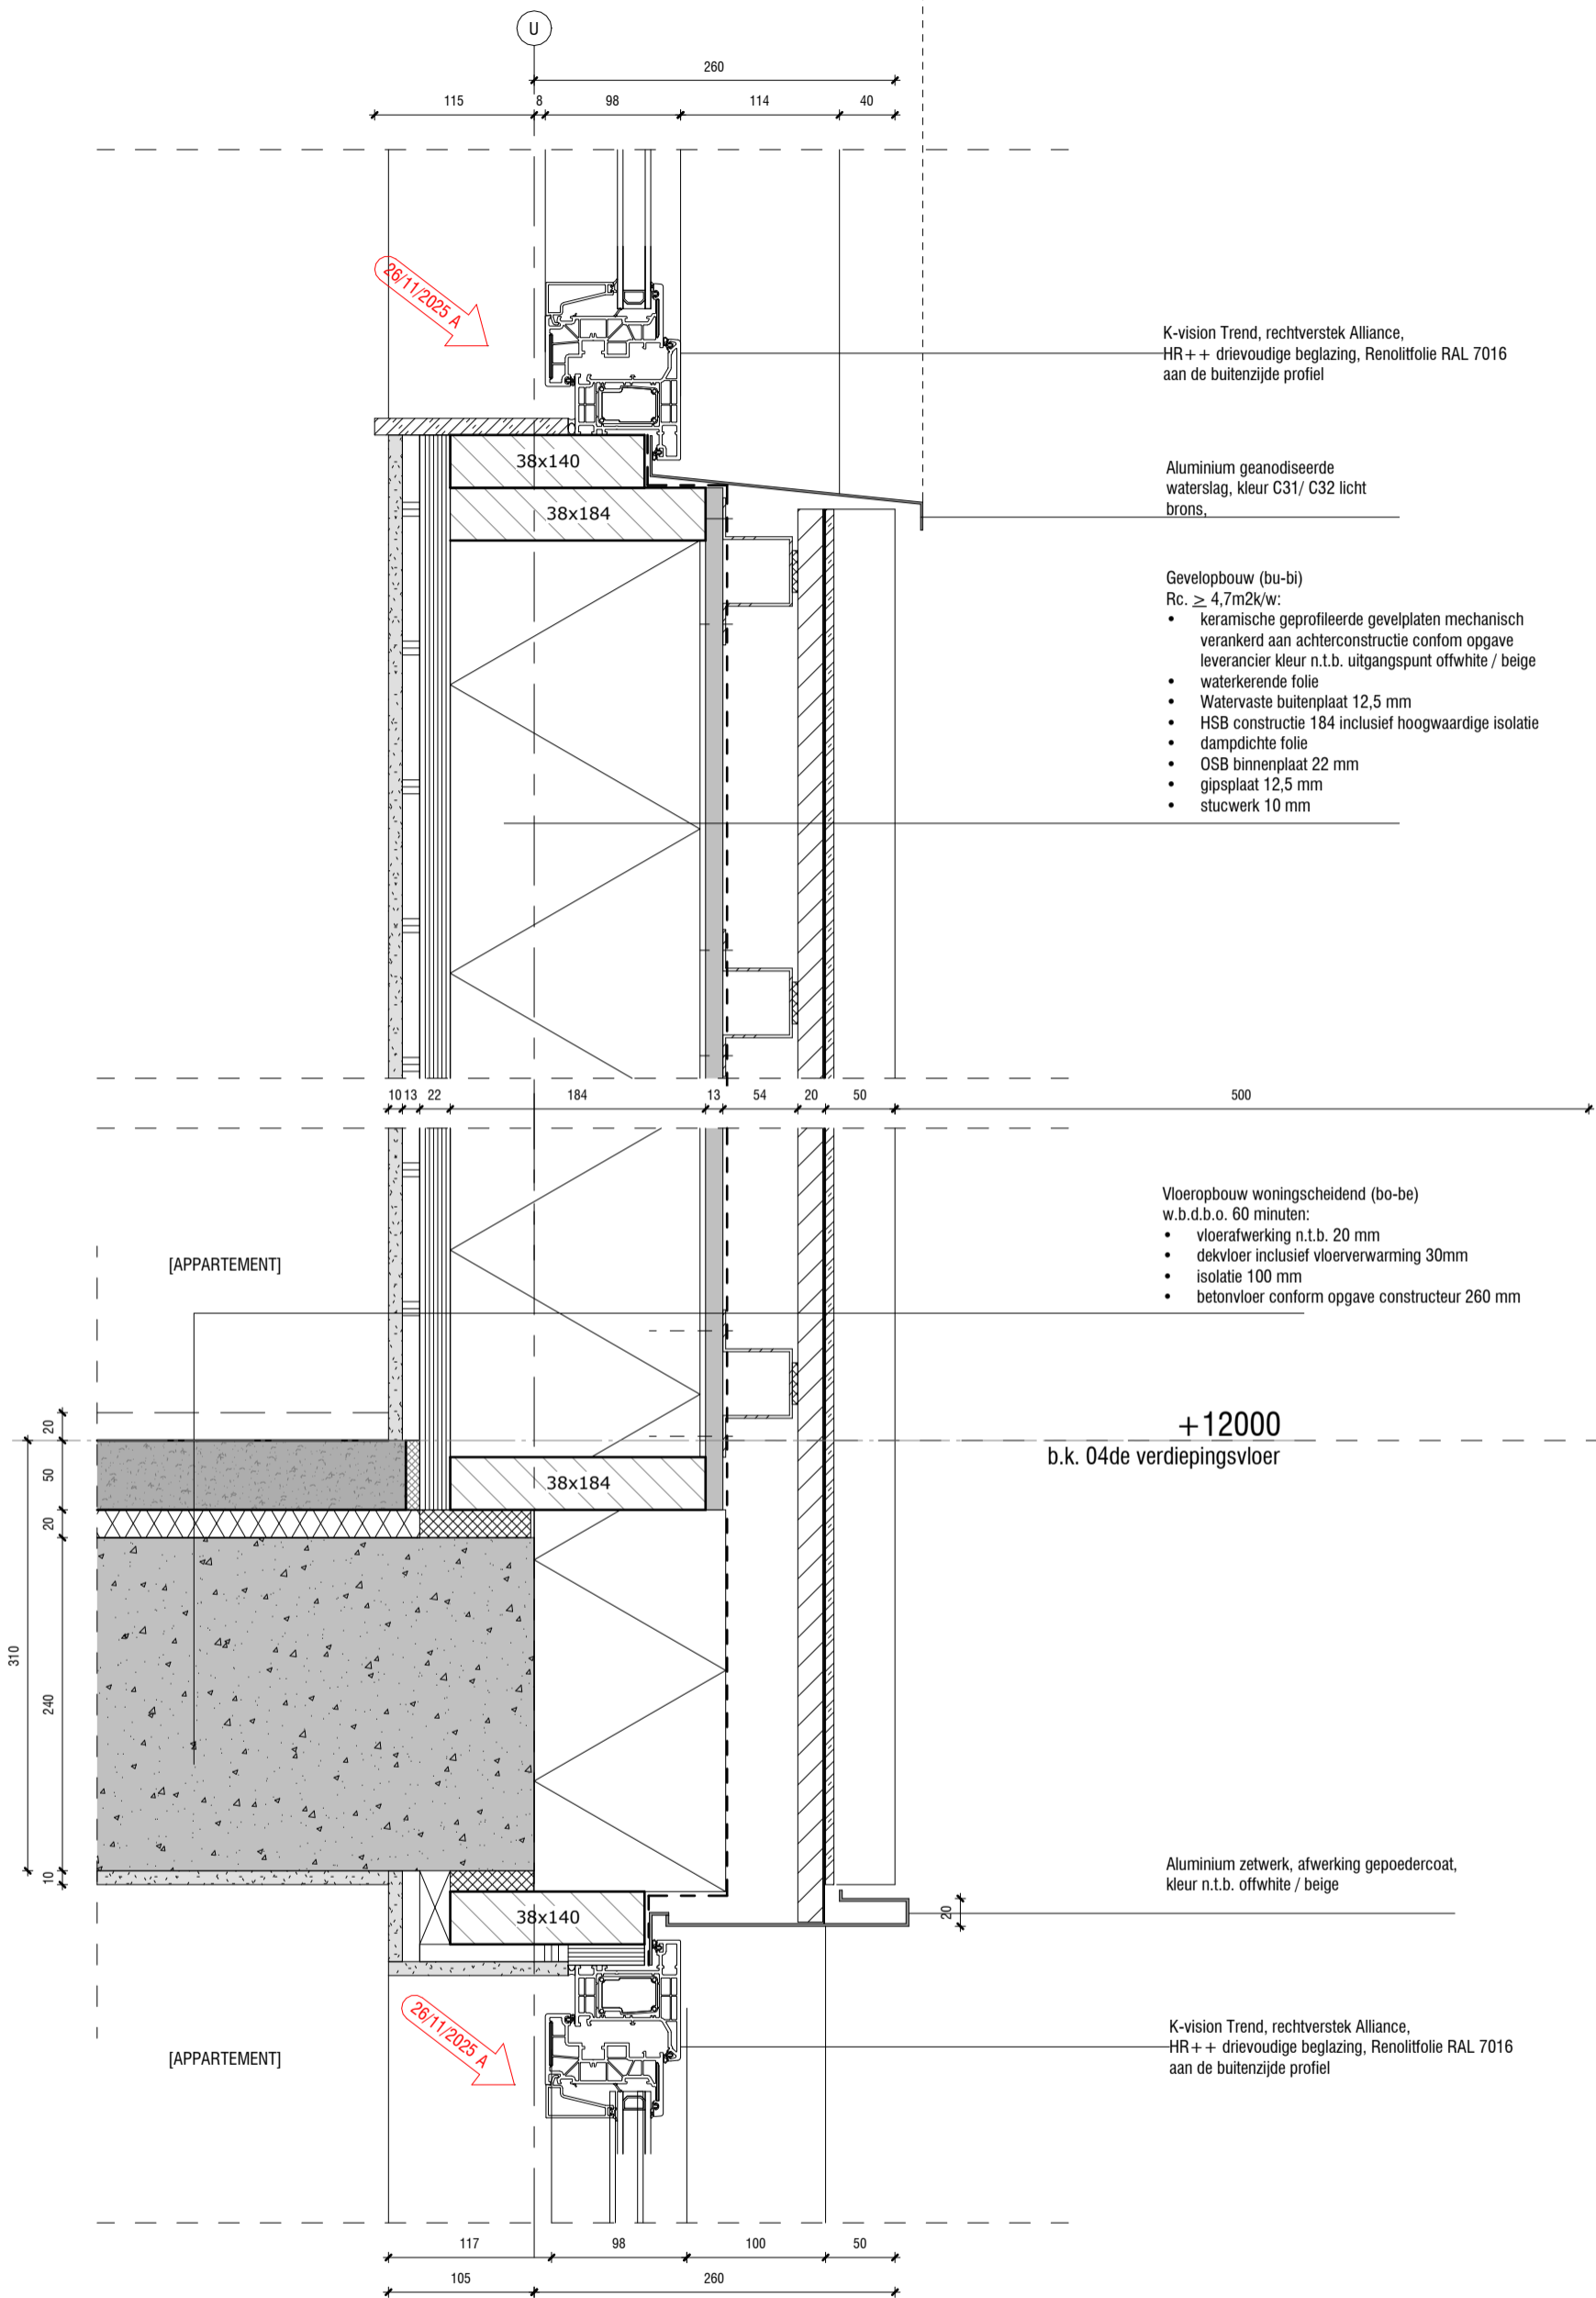 U
260
115
8
98
114
40
26/11/2025 A
K-vision Trend, rechtverstek Alliance,
HR++ drievoudige beglazing, Renolitfolie RAL 7016
aan de buitenzijde profiel
38x140
38x184
Aluminium geanodiseerde
waterslag, kleur C31/ C32 licht
brons,
Gevelopbouw (bu-bi)
Rc. ≥ 4,7m2k/w:
• keramische geprofileerde gevelplaten mechanisch
verankerd aan achterconstructie confom opgave
leverancier kleur n.t.b. uitgangspunt offwhite / beige
• waterkerende folie
• Watervaste buitenplaat 12,5 mm
• HSB constructie 184 inclusief hoogwaardige isolatie
• dampdichte folie
• OSB binnenplaat 22 mm
• gipsplaat 12,5 mm
• stucwerk 10 mm
10
13
22
184
13
54
20
50
500
[APPARTEMENT]
Vloeropbouw woningscheidend (bo-be)
w.b.d.b.o. 60 minuten:
• vloerafwerking n.t.b. 20 mm
• dekvloer inclusief vloerverwarming 30mm
• isolatie 100 mm
• betonvloer conform opgave constructeur 260 mm
+12000
b.k. 04de verdiepingsvloer
20
50
20
240
10
310
38x184
38x140
Aluminium zetwerk, afwerking gepoedercoat,
kleur n.t.b. offwhite / beige
20
26/11/2025 A
[APPARTEMENT]
K-vision Trend, rechtverstek Alliance,
HR++ drievoudige beglazing, Renolitfolie RAL 7016
aan de buitenzijde profiel
117
98
100
50
105
260